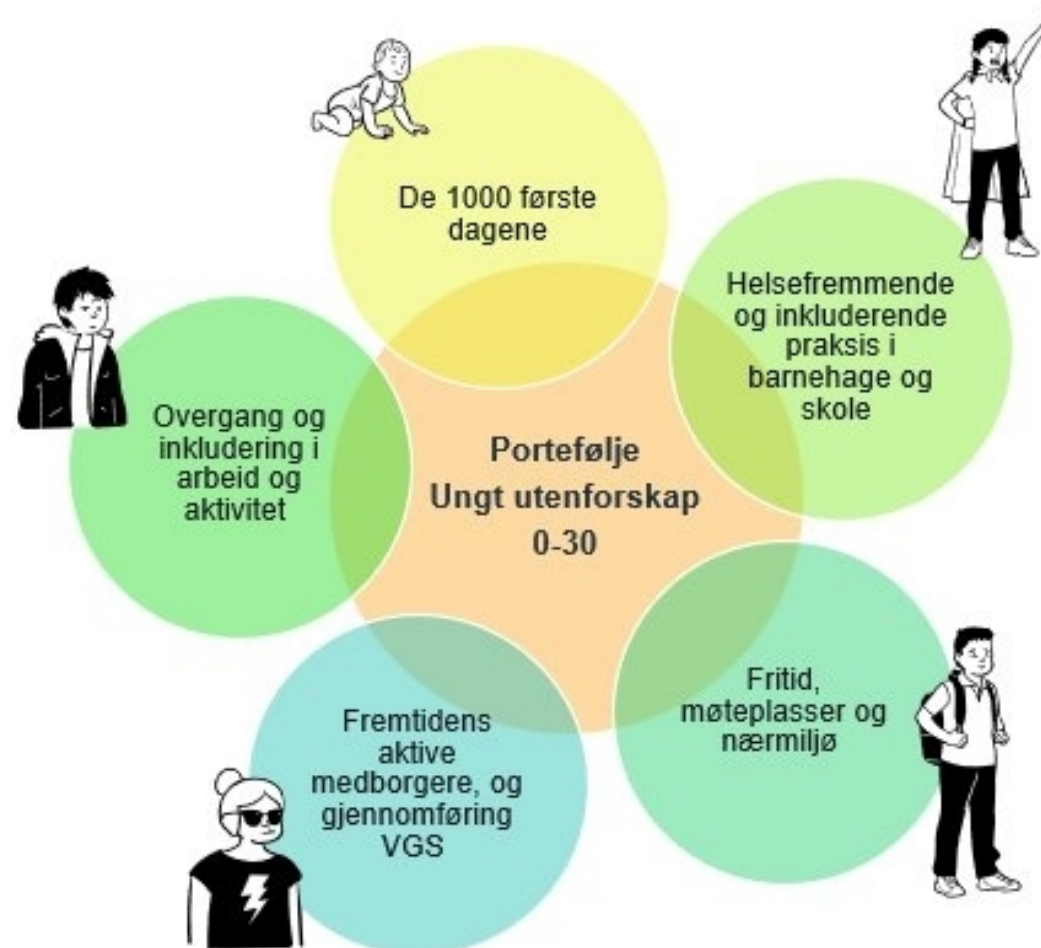 De 1000 første
dagene
Helsefremmende
og inkluderende
praksis i
barnehage og
skole
Overgang og
inkludering i
arbeid og
aktivitet
Portefølje
Ungt utenforskap
0-30
Fritid,
møteplasser og
nærmiljø
Fremtidens
aktive
medborgere, og
gjennomføring
VGS